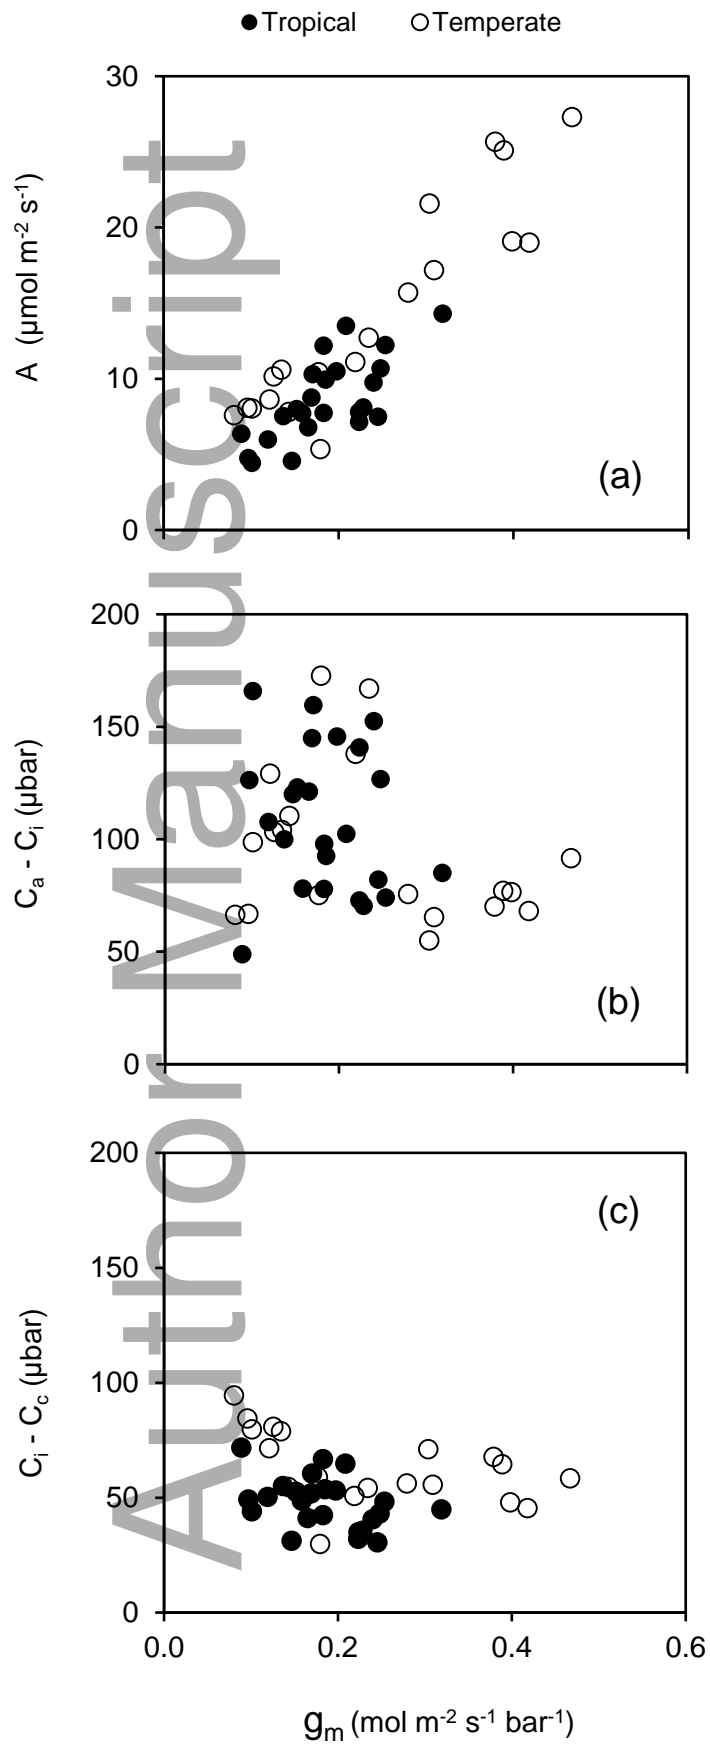 Tropical Temperate
30
20
10
0
A (µmol m-2 s-1)
(a)
200
150
100
50
0
Ca - Ci (µbar)
(b)
200
150
100
50
0
Ci - Cc (µbar)
(c)
0.0 0.2 0.4 0.6
gm (mol m-2 s-1 bar-1)
Author Manuscript